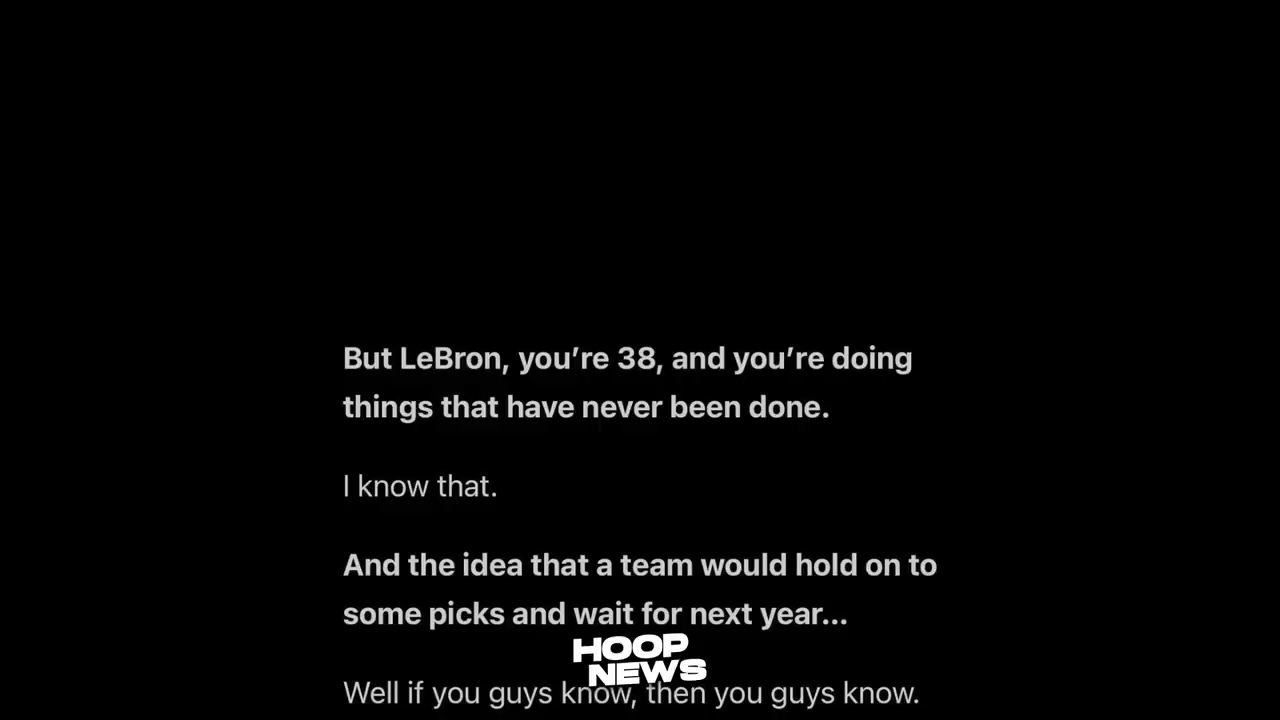 But LeBron, you’re 38, and you’re doing
things that have never been done.
I know that.
And the idea that a team would hold on to
some picks and wait for next year...
HOOP
NEWS
Well if you guys know, then you guys know.